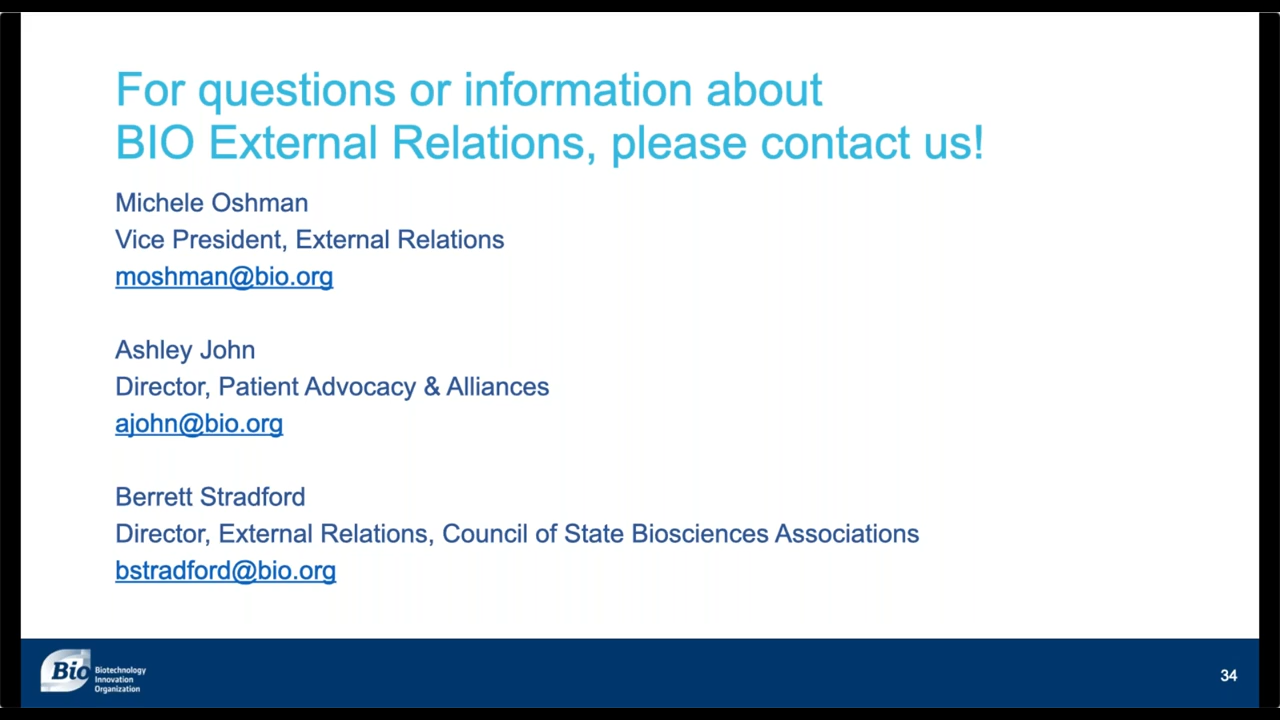 For questions or information about
BIO External Relations, please contact us!
Michele Oshman
Vice President, External Relations
moshman@bio.org
Ashley John
Director, Patient Advocacy & Alliances
ajohn@bio.org
Berrett Stradford
Director, External Relations, Council of State Biosciences Associations
bstradford@bio.org
Bio
Biotechnology
Innovation
Organization
34